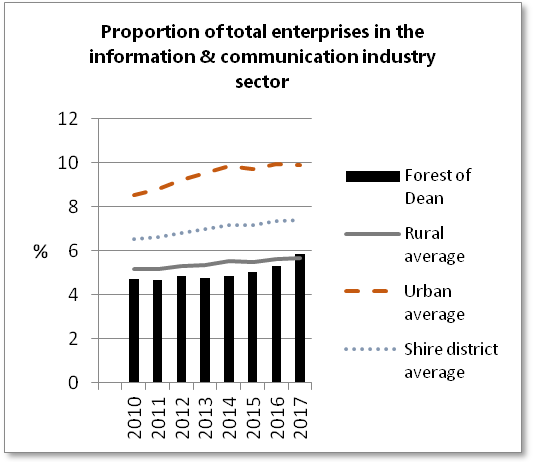 Proportion of total enterprises in the
information & communication industry
sector
12
10
8
6
4
2
0
%
2010
2011
2012
2013
2014
2015
2016
2017
Forest of
Dean
Rural
average
Urban
average
Shire district
average